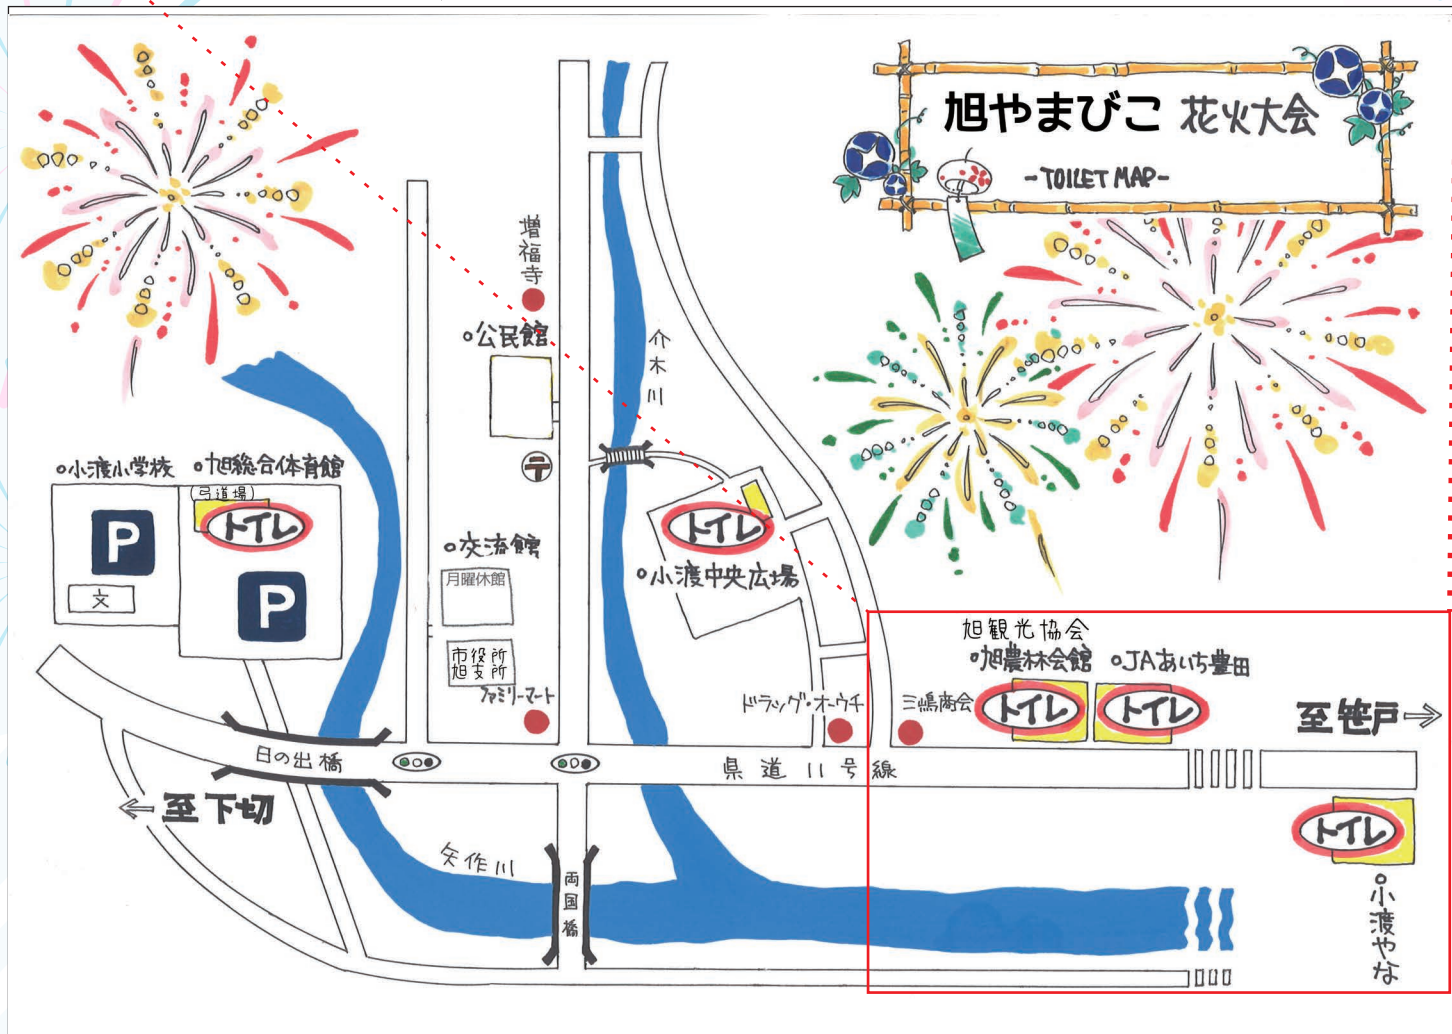 旭やまびこ 花火大会
-TOILET MAP-
増福寺
公民館
介木川
小渡小学校
旭総合体育館
(弓道場)
トイレ
P
P
文
交流館
月曜休館
市役所
旭支所
ファミリーマート
〒
トイレ
小渡中央広場
旭観光協会
旭農林会館
JAあいち豊田
トイレ
トイレ
ドラッグ・オーウチ
三嶋商会
至笹戸
日の出橋
県道11号線
至下切
矢作川
両国橋
トイレ
小渡やな